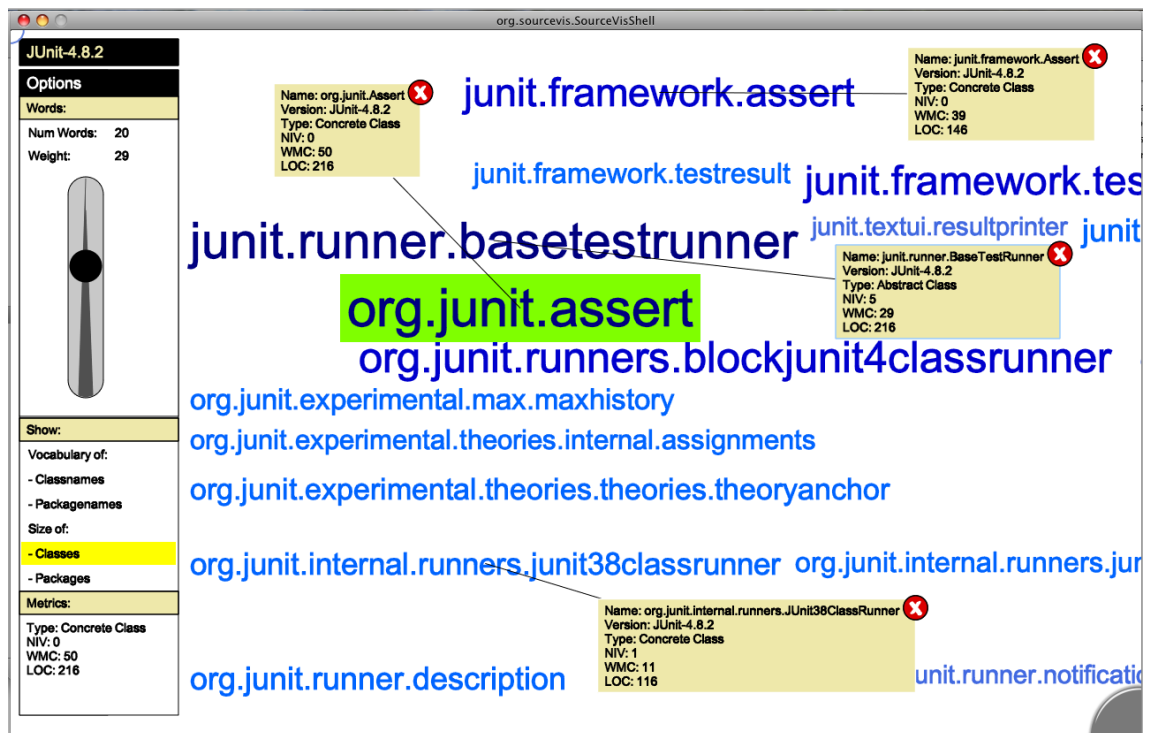 org.sourcevis.SourceVisShell
JUnit-4.8.2
Options
Words:
Num Words: 20
Weight: 29
Show:
Vocabulary of:
- Classnames
- Packagenames
Size of:
- Classes
- Packages
Metrics:
Type: Concrete Class
NIV: 0
WMC: 50
LOC: 216
Name: org.junit.Assert
Version: JUnit-4.8.2
Type: Concrete Class
NIV: 0
WMC: 50
LOC: 216
junit.framework.assert
Name: junit.framework.Assert
Version: JUnit-4.8.2
Type: Concrete Class
NIV: 0
WMC: 39
LOC: 146
junit.framework.testresult
junit.framework.tes
junit.runner.basetestrunner
junit.textui.resultprinter
junit
Name: junit.runner.BaseTestRunner
Version: JUnit-4.8.2
Type: Abstract Class
NIV: 5
WMC: 29
LOC: 216
org.junit.assert
org.junit.runners.blockjunit4classrunner
org.junit.experimental.max.maxhistory
org.junit.experimental.theories.internal.assignments
org.junit.experimental.theories.theories.theoryanchor
org.junit.internal.runners.junit38classrunner
org.junit.internal.runners.jur
Name: org.junit.internal.runners.JUnit38ClassRunner
Version: JUnit-4.8.2
Type: Concrete Class
NIV: 1
WMC: 11
LOC: 116
org.junit.runner.description
unit.runner.notificatio